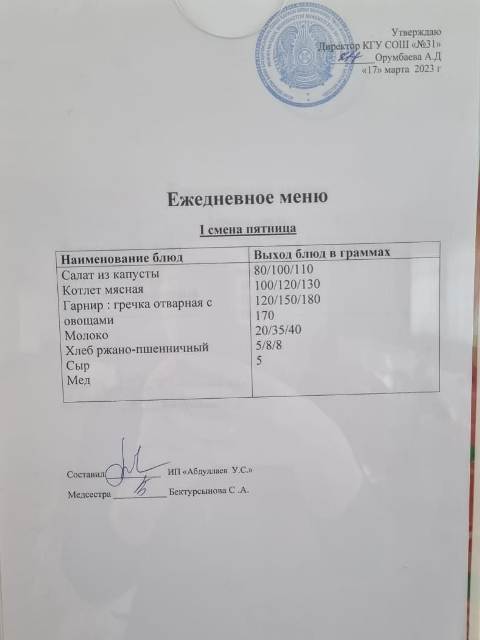 Утверждаю
Директор КГУ СОШ «№31»
Орумбаева А.Д
«17» марта 2023 г
Ежедневное меню
I смена пятница
Наименование блюд
Выход блюд в граммах
Салат из капусты
80/100/110
Котлет мясная
100/120/130
Гарнир : гречка отварная с
120/150/180
овощами
170
Молоко
20/35/40
Хлеб ржано-пшенничный
5/8/8
Сыр
5
Мед
Составил ИП «Абдуллаев У.С.»
Медсестра Бектурсынова С .А.